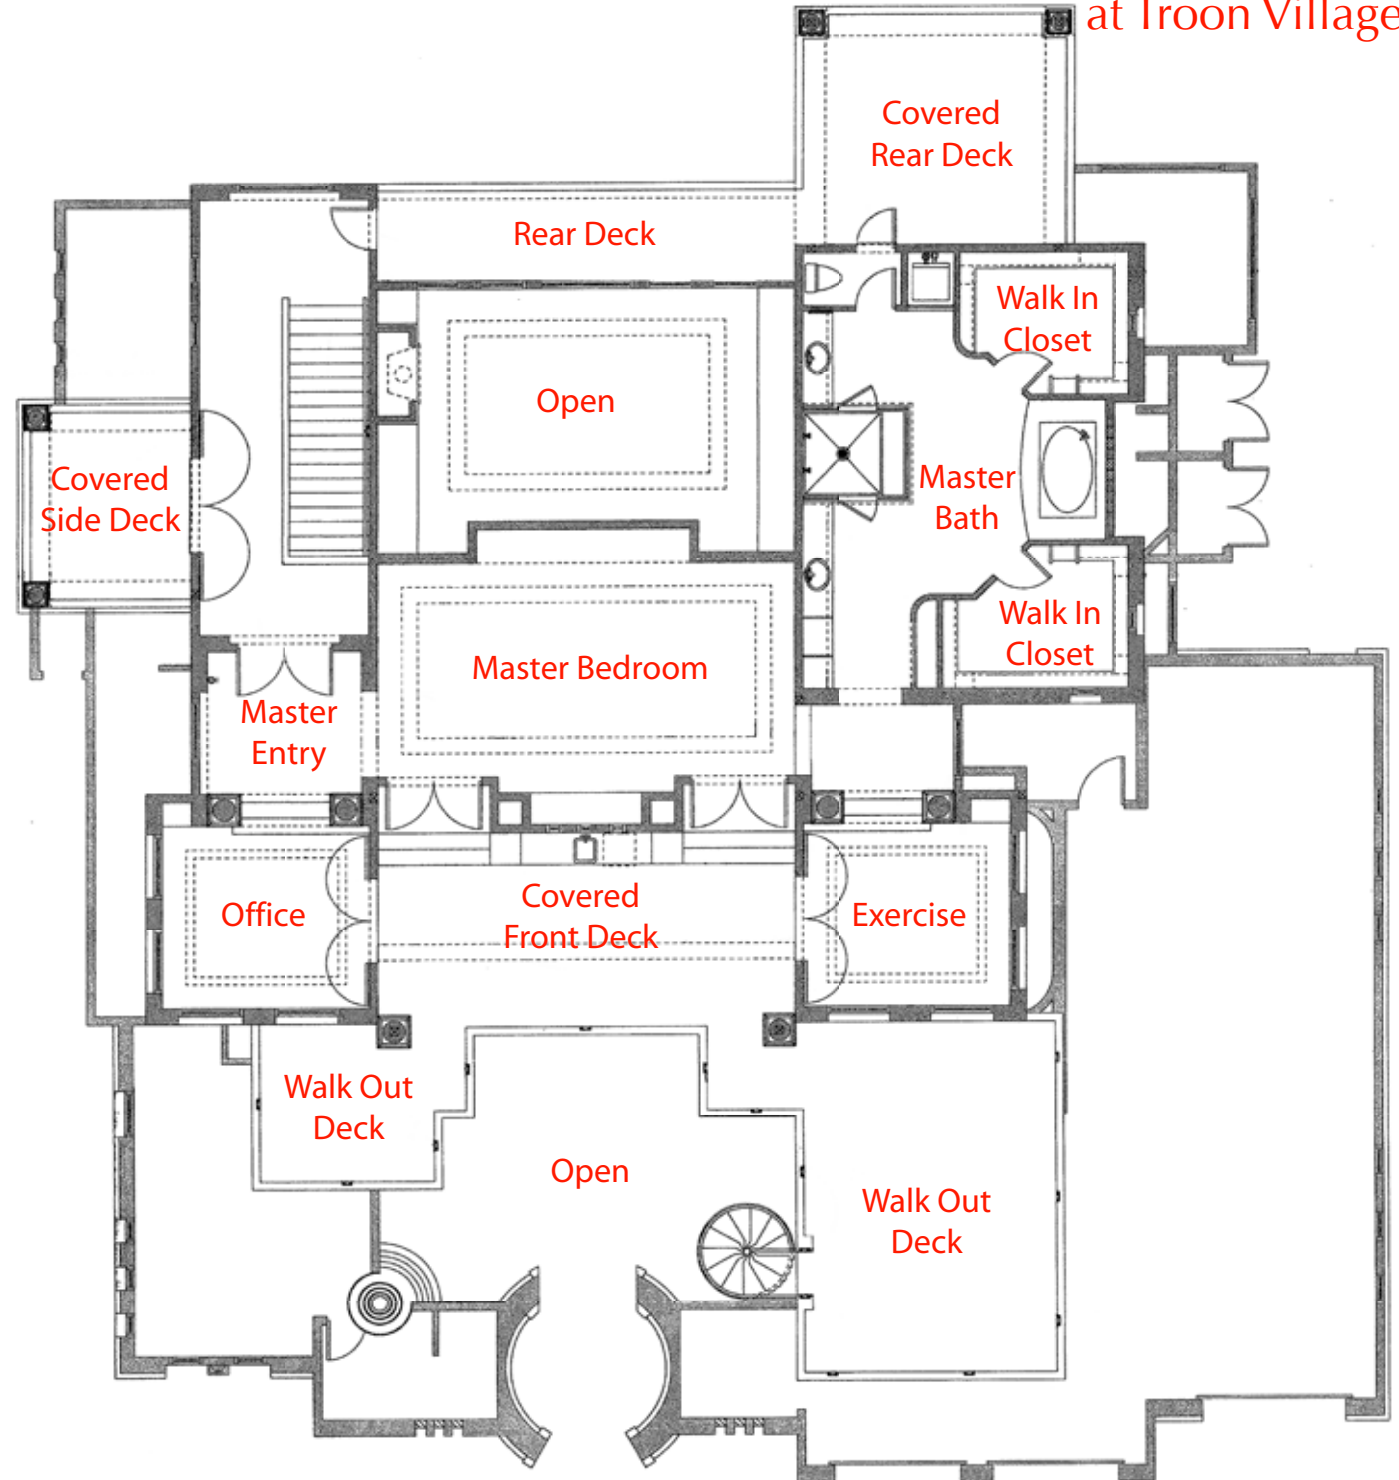 at Troon Village
Covered
Rear Deck
Rear Deck
Walk In
Closet
Open
Covered
Side Deck
Master
Bath
Walk In
Closet
Master Bedroom
Master
Entry
Office
Covered
Front Deck
Exercise
Walk Out
Deck
Open
Walk Out
Deck